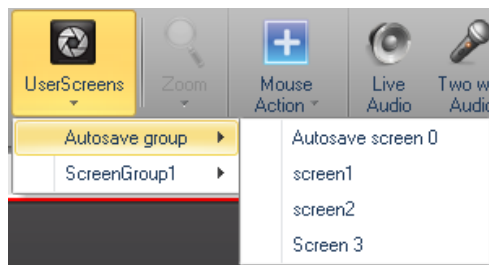 UserScreens
Zoom
Mouse
Action
Live
Audio
Two w
Audio
Autosave group
ScreenGroup1
Autosave screen 0
screen1
screen2
Screen 3